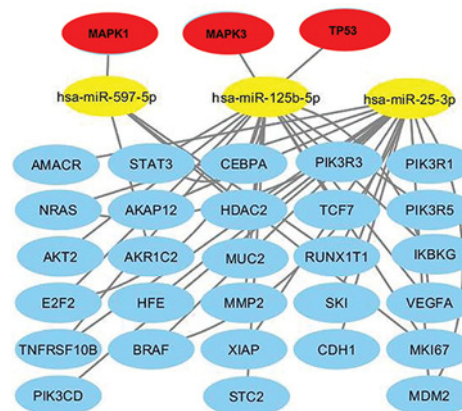 MAPK1 MAPK3 TP53
hsa-miR-597-5p hsa-miR-125b-5p hsa-miR-25-3p
AMACR STAT3 CEBPA PIK3R3 PIK3R1
NRAS AKAP12 HDAC2 TCF7 PIK3R5
AKT2 AKR1C2 MUC2 RUNX1T1 IKBKG
E2F2 HFE MMP2 SKI VEGFA
TNFRSF10B BRAF XIAP CDH1 MKI67
PIK3CD STC2 MDM2